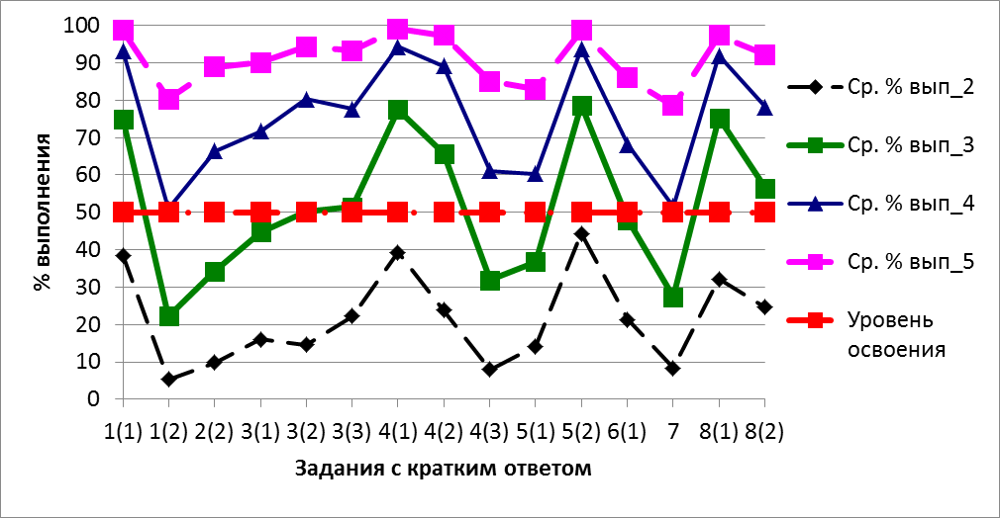 % выполнения
100
90
80
70
60
50
40
30
20
10
0
1(1) 1(2) 2(2) 3(1) 3(2) 3(3) 4(1) 4(2) 4(3) 5(1) 5(2) 6(1) 7 8(1) 8(2)
Задания с кратким ответом
Ср. % вып_2
Ср. % вып_3
Ср. % вып_4
Ср. % вып_5
Уровень
освоения